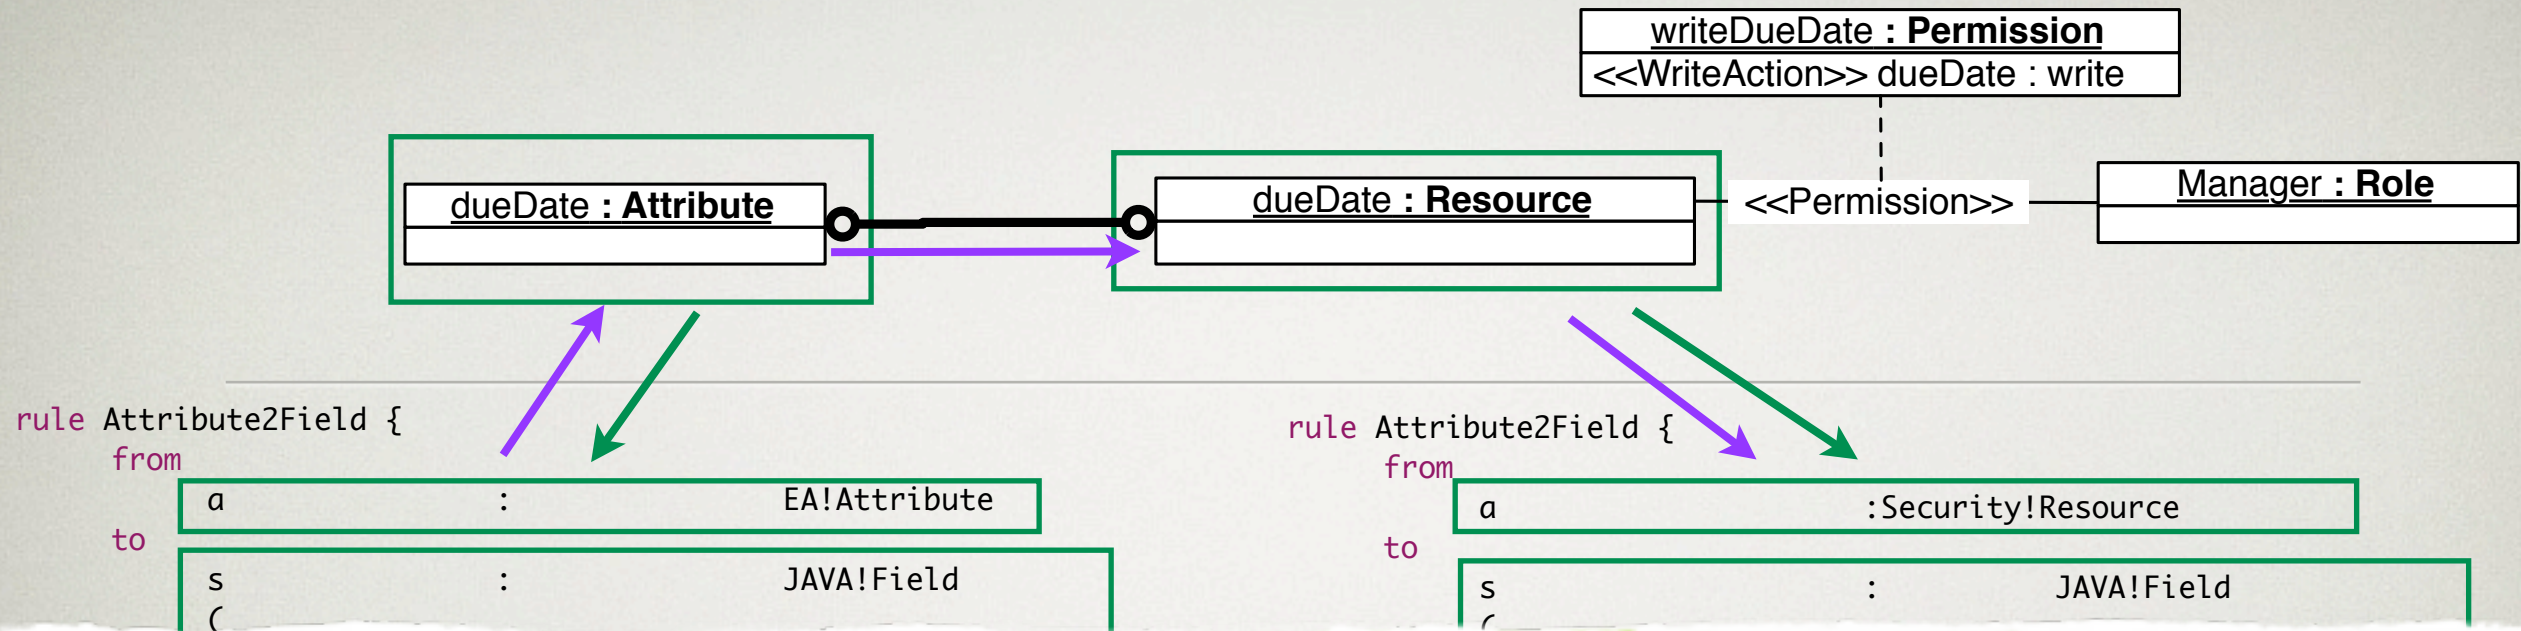 writeDueDate : Permission
<<WriteAction>> dueDate : write
dueDate : Attribute
dueDate : Resource
<<Permission>>
Manager : Role
rule Attribute2Field {
from
a : EA!Attribute
to
s : JAVA!Field
(
rule Attribute2Field {
from
a :Security!Resource
to
s : JAVA!Field
(